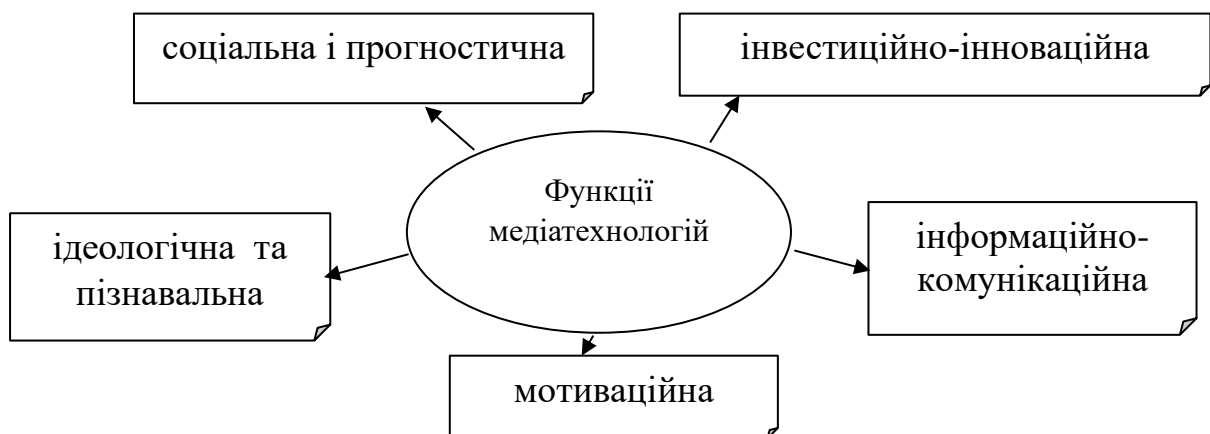 соціальна і прогностична
інвестиційно-інноваційна
Функції
медіатехнологій
ідеологічна та
пізнавальна
інформаційно-
комунікаційна
мотиваційна